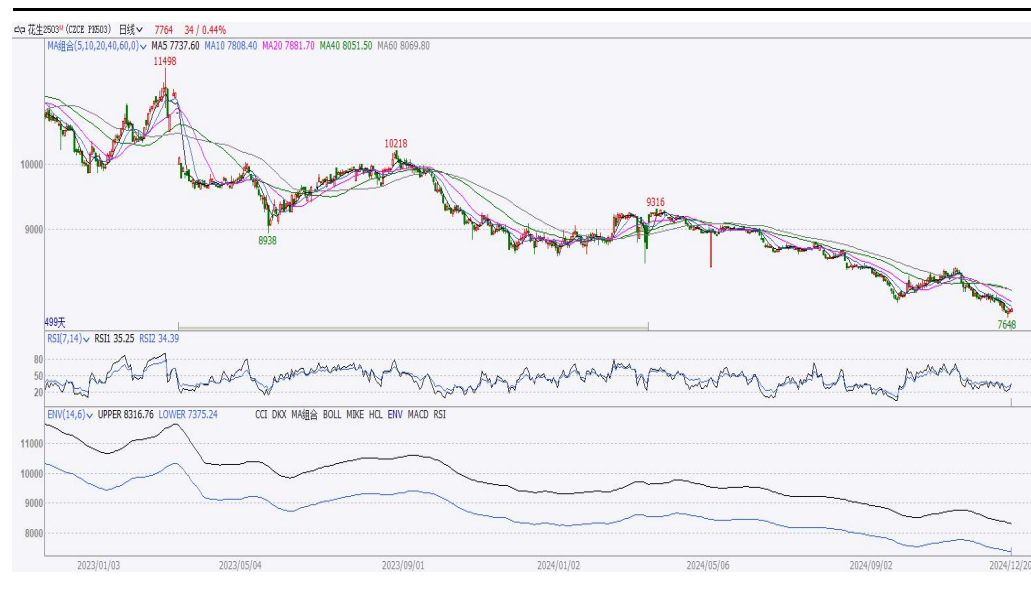 花生2503M (CZCE PK503) 日线 7764 34 / 0.44%
MA组合(5,10,20,40,60,0) MA5 7737.60 MA10 7808.40 MA20 7881.70 MA40 8051.50 MA60 8069.80
11498
10218
10000
9316
9000
8938
7648
499天
RSI(7,14) RSI1 35.25 RSI2 34.39
80
50
20
ENV(14,6) UPPER 8316.76 LOWER 7375.24 CCI DKX MA组合 BOLL MIKE HCL ENV MACD RSI
11000
10000
9000
8000
2023/01/03 2023/05/04 2023/09/01 2024/01/02 2024/05/06 2024/09/02 2024/12/20